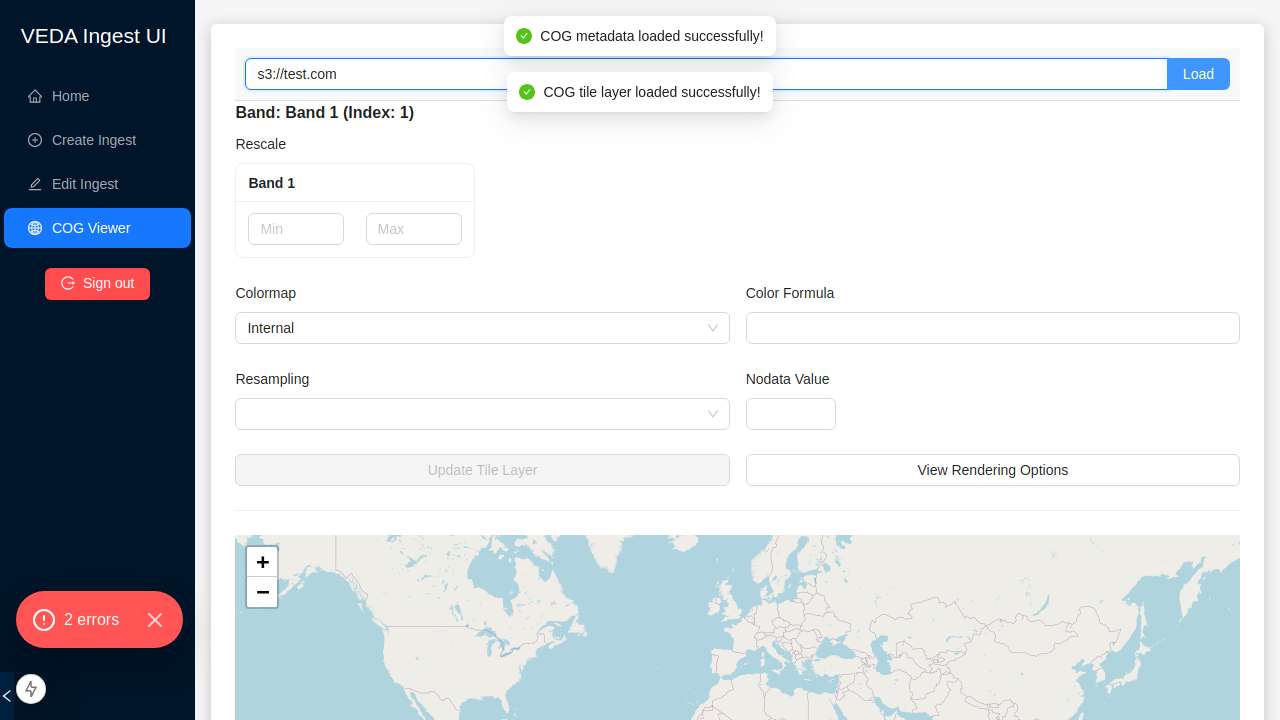 VEDA Ingest UI
Home
Create Ingest
Edit Ingest
COG Viewer
Sign out
2 errors
COG metadata loaded successfully!
s3://test.com
Load
COG tile layer loaded successfully!
Band: Band 1 (Index: 1)
Rescale
Band 1
Min
Max
Colormap
Color Formula
Internal
Resampling
Nodata Value
Update Tile Layer
View Rendering Options
+
−